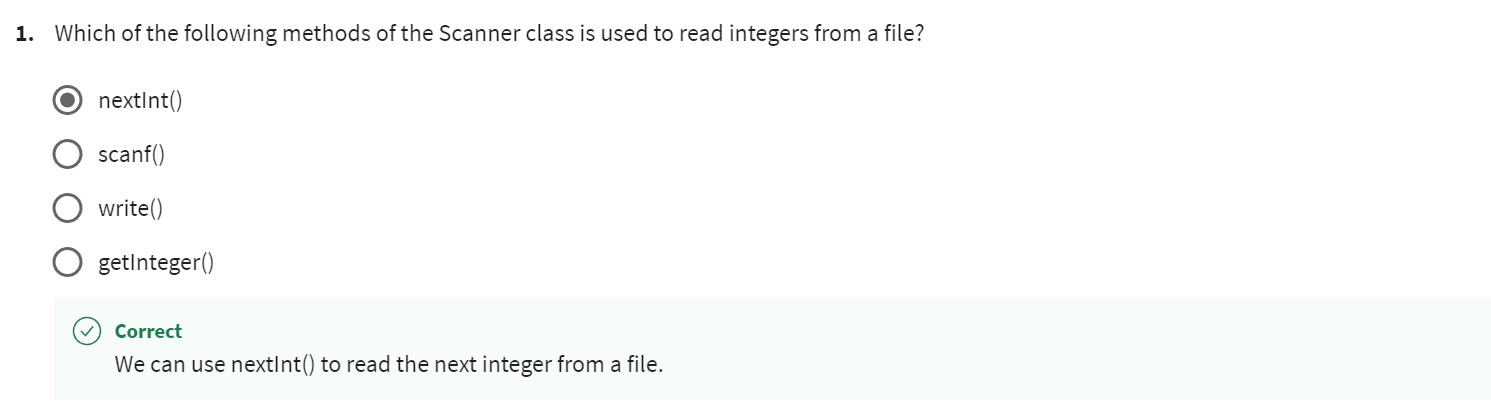 1. Which of the following methods of the Scanner class is used to read integers from a file?
nextInt()
scanf()
write()
getInteger()
Correct
We can use nextInt() to read the next integer from a file.